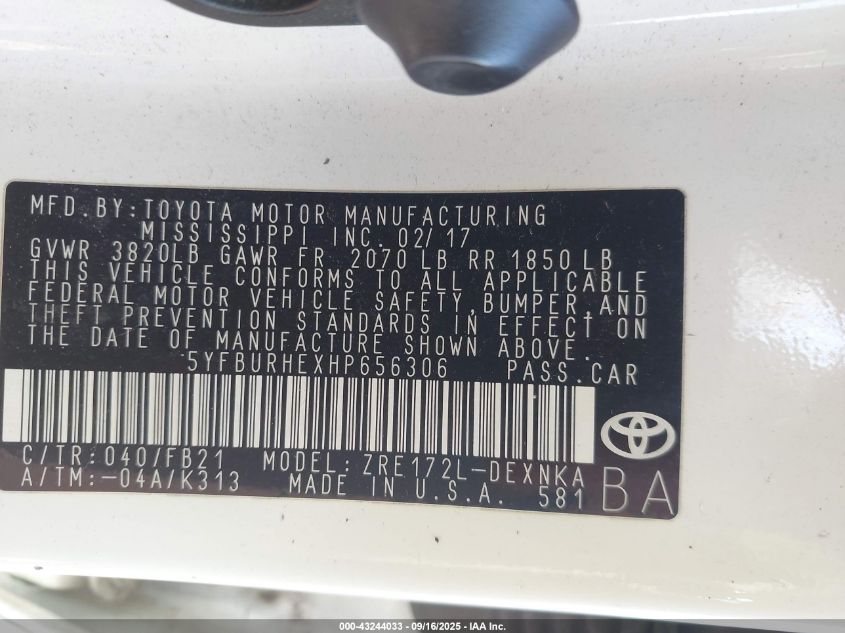 MFD.BY:TOYOTA MOTOR MANUFACTURING
MISSISSIPPI INC. 02/17
GVWR 3820LB GAWR FR 2070 LB RR 1850 LB
THIS VEHICLE CONFORMS TO ALL APPLICABLE
FEDERAL MOTOR VEHICLE SAFETY,BUMPER,AND
THEFT PREVENTION STANDARDS IN EFFECT ON
THE DATE OF MANUFACTURE SHOWN ABOVE.
5YFBURHEXHP656306 PASS.CAR
C/TR:040/FB21 MODEL:ZRE172L-DEXNKA
A/TM:-04A/K313 MADE IN U.S.A. 581 BA
000-43244033 - 09/16/2025 - IAA Inc.